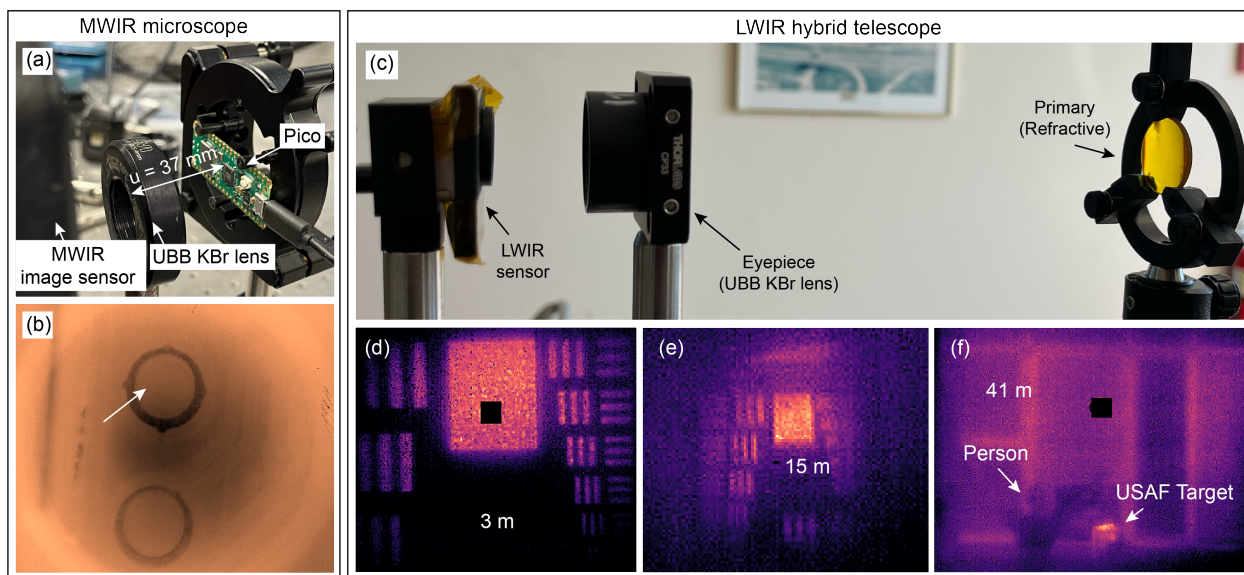 MWIR microscope
LWIR hybrid telescope
(a)
Pico
u = 37 mm
MWIR
image sensor
UBB KBr lens
(b)
(c)
THORLABS
CP33
LWIR
sensor
Eyepiece
(UBB KBr lens)
Primary
(Refractive)
(d)
3 m
(e)
15 m
(f)
41 m
Person
USAF Target